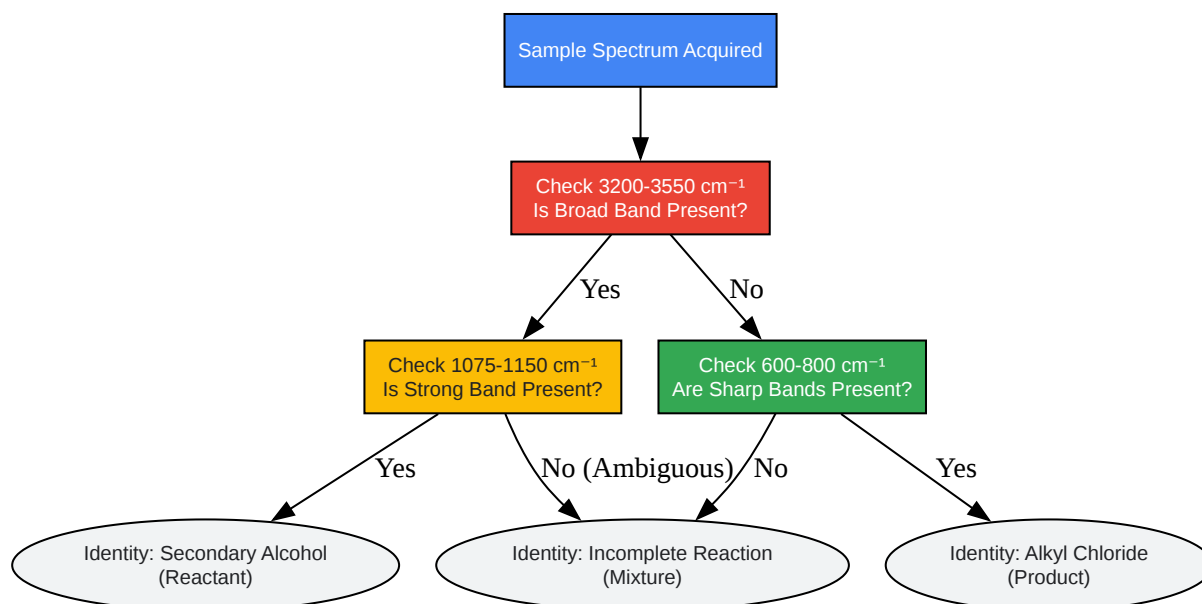 Sample Spectrum Acquired
Check 3200-3550 cm⁻¹
Is Broad Band Present?
Yes
No
Check 1075-1150 cm⁻¹
Is Strong Band Present?
Check 600-800 cm⁻¹
Are Sharp Bands Present?
Yes
No (Ambiguous)
No
Yes
Identity: Secondary Alcohol
(Reactant)
Identity: Incomplete Reaction
(Mixture)
Identity: Alkyl Chloride
(Product)